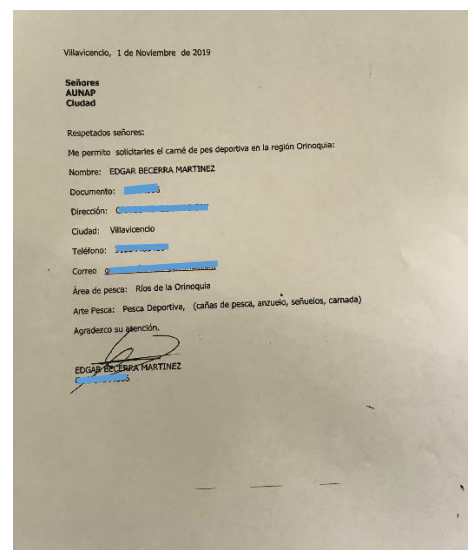 Villavicencio, 1 de Noviembre de 2019
Señores
AUNAP
Ciudad
Respetados señores:
Me permito solicitarles el carné de pes deportiva en la región Orinoquia:
Nombre: EDGAR BECERRA MARTINEZ
Documento:
Dirección:
Ciudad: Villavicencio
Teléfono:
Correo
Área de pesca: Ríos de la Orinoquia
Arte Pesca: Pesca Deportiva, (cañas de pesca, anzuelo, señuelos, carnada)
Agradezco su atención.
EDGAR BECERRA MARTINEZ